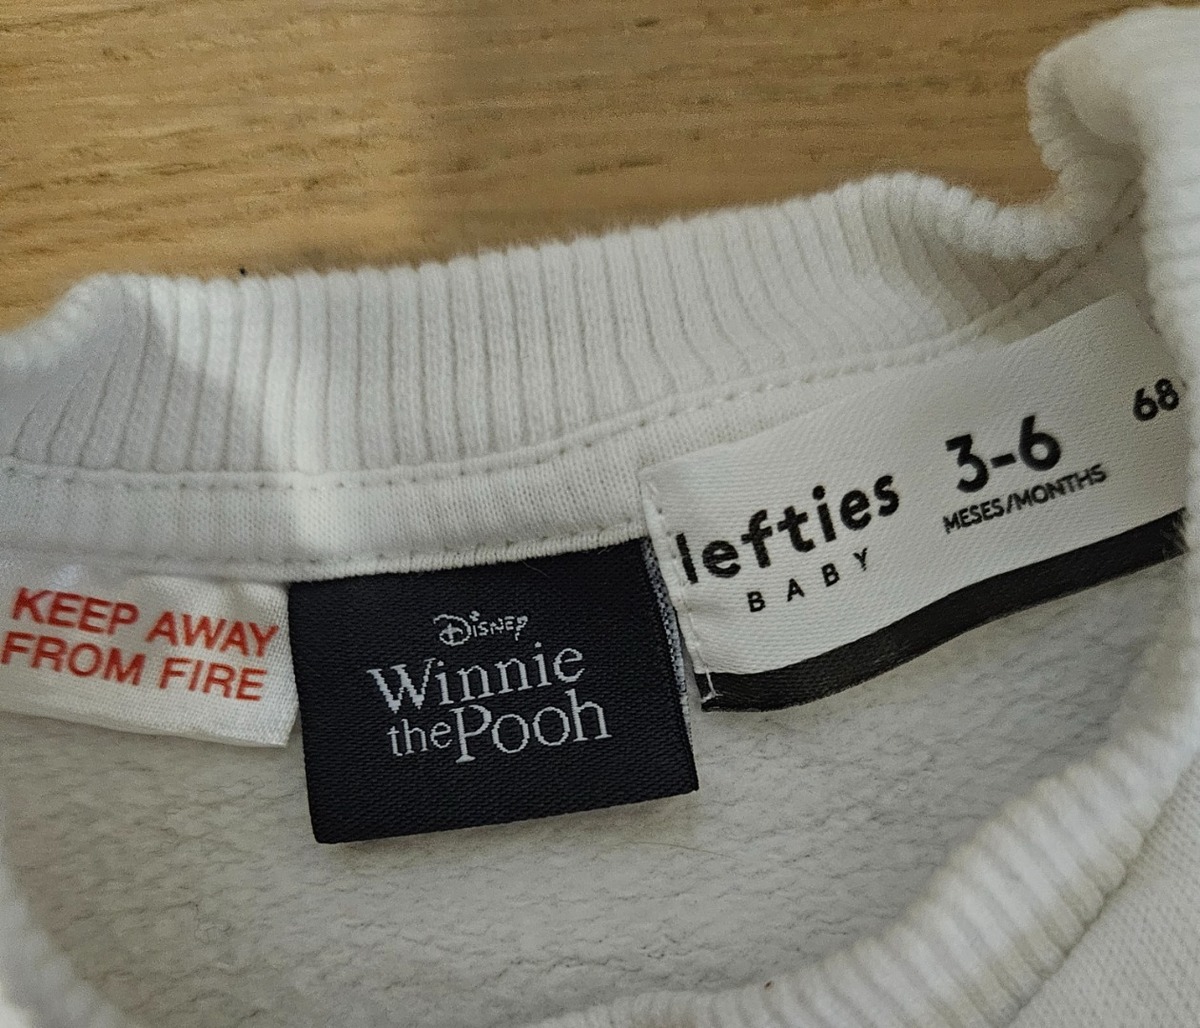 KEEP AWAY
FROM FIRE
Disney
Winnie
the Pooh
lefties
BABY
3-6
MESES/MONTHS
68